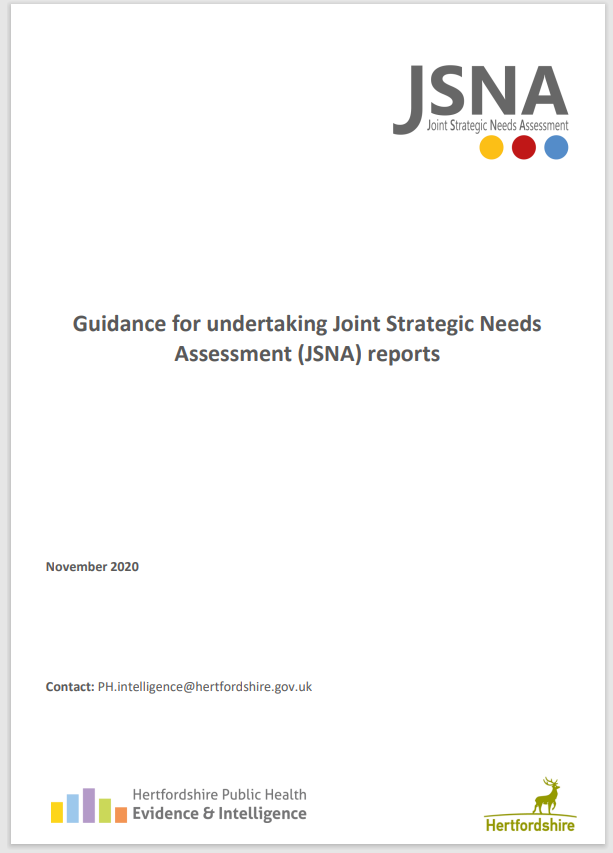 JSNA
Joint Strategic Needs Assessment
Guidance for undertaking Joint Strategic Needs
Assessment (JSNA) reports
November 2020
Contact: PH.intelligence@hertfordshire.gov.uk
Hertfordshire Public Health
Evidence & Intelligence
Hertfordshire